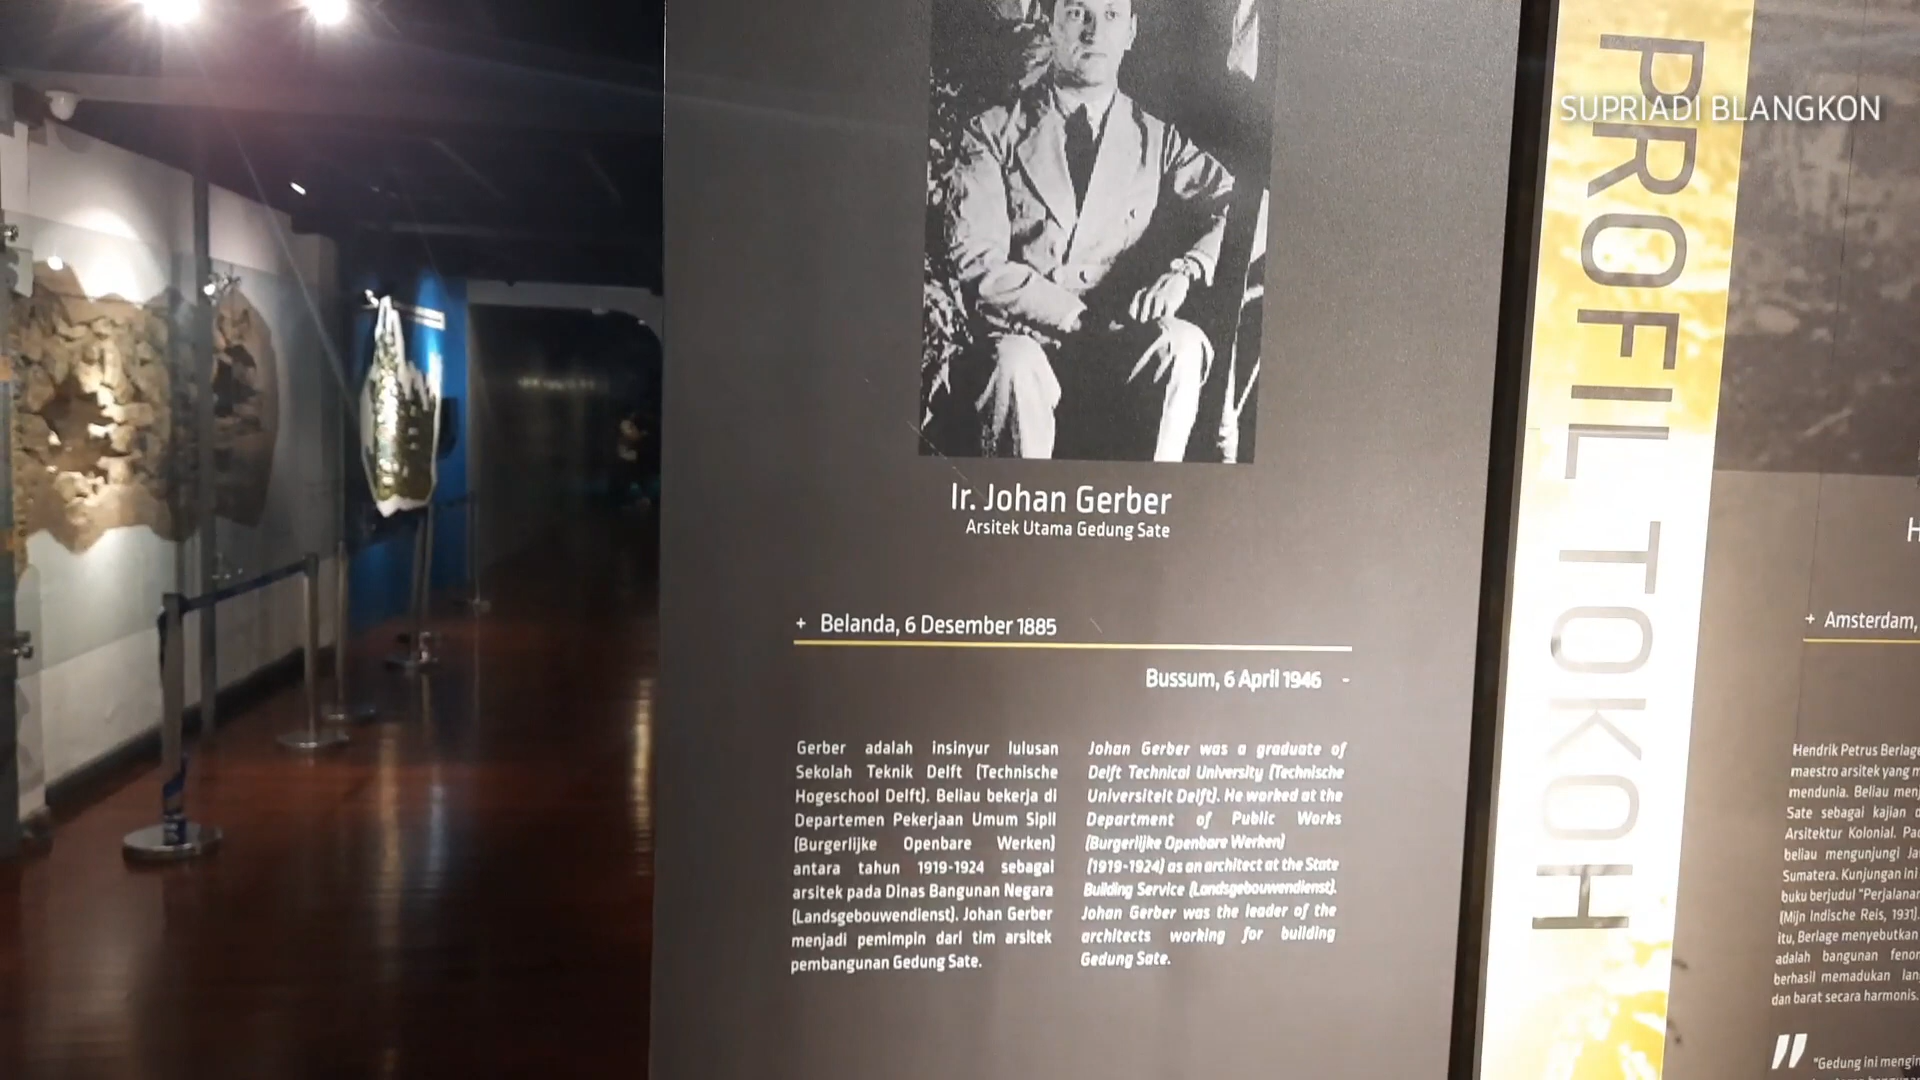 SUPRIADI BLANGKON
Ir. Johan Gerber
Arsitek Utama Gedung Sate
+ Belanda, 6 Desember 1885
Bussum, 6 April 1946 -
Gerber adalah insinyur lulusan
Sekolah Teknik Delft (Technische
Hogeschool Delft). Beliau bekerja di
Departemen Pekerjaan Umum Sipil
(Burgerlijke Openbare Werken)
antara tahun 1919-1924 sebagai
arsitek pada Dinas Bangunan Negara
(Landsgebouwendienst). Johan Gerber
menjadi pemimpin dari tim arsitek
pembangunan Gedung Sate.
Johan Gerber was a graduate of
Delft Technical University (Technische
Universiteit Delft). He worked at the
Department of Public Works
(Burgerlijke Openbare Werken)
(1919-1924) as an architect at the State
Building Service (Landsgebouwendienst).
Johan Gerber was the leader of the
architects working for building
Gedung Sate.
PROFIL TOKOH
H
+ Amsterdam,
Hendrik Petrus Berlage
maestro arsitek yang
mendunia. Beliau
Sate sebagai kajian
Arsitektur Kolonial.
beliau mengunjungi
Sumatera. Kunjungan ini
buku berjudul "Perjalanan
(Mijn Indische Reis, 1931).
itu, Berlage menyebutkan
adalah bangunan
berhasil memadukan
dan barat secara harmonis.
"Gedung ini